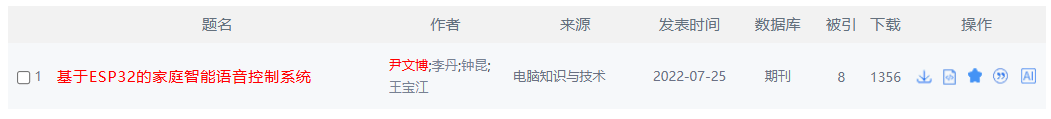 题名 作者 来源 发表时间 数据库 被引 下载 操作
1 基于ESP32的家庭智能语音控制系统 尹文博;李丹;钟昆; 王宝江 电脑知识与技术 2022-07-25 期刊 8 1356 AI